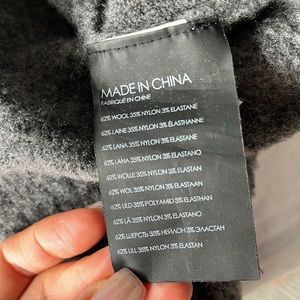 MADE IN CHINA
FABRIQUÉ EN CHINE
62% WOOL 35% NYLON 3% ELASTANE
62% LAINE 35% NYLON 3% ÉLASTHANNE
62% LANA 35% NYLON 3% ELASTANE
62% LANA 35% NYLON 3% ELASTANO
62% WOLLE 35% NYLON 3% ELASTAN
62% WOL 35% NYLON 3% ELASTAAN
62% ULD 35% POLYAMID 3% ELASTAN
62% LÃ 35% NYLON 3% ELASTANO
62% ШЕРСТЬ 35% НЕЙЛОН 3% ЭЛАСТАН
62% ULL 35% NYLON 3% ELASTAN